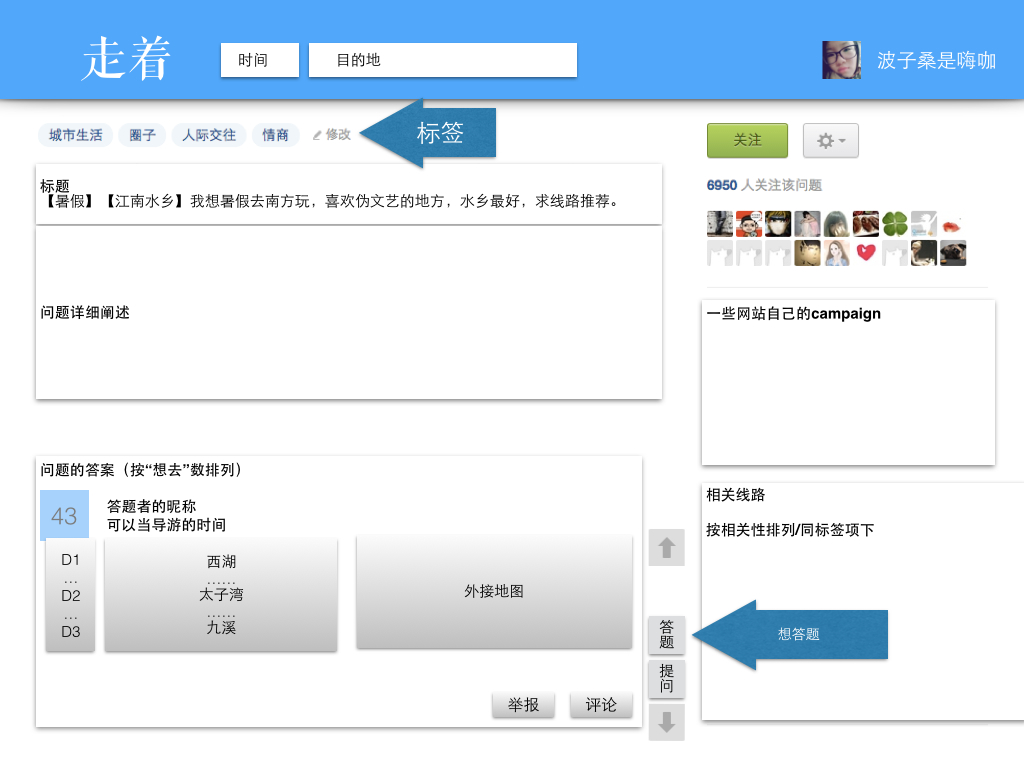 走着
时间
目的地
波子桑是嗨咖
城市生活 圈子 人际交往 情商 修改
标签
标题
【暑假】【江南水乡】我想暑假去南方玩，喜欢伪文艺的地方，水乡最好，求线路推荐。
问题详细阐述
关注
6950 人关注该问题
一些网站自己的campaign
问题的答案（按“想去”数排列）
43
答题者的昵称
可以当导游的时间
D1
...
D2
...
D3
西湖
……
太子湾
……
九溪
外接地图
举报
评论
答
题
提
问
想答题
相关线路
按相关性排列/同标签项下